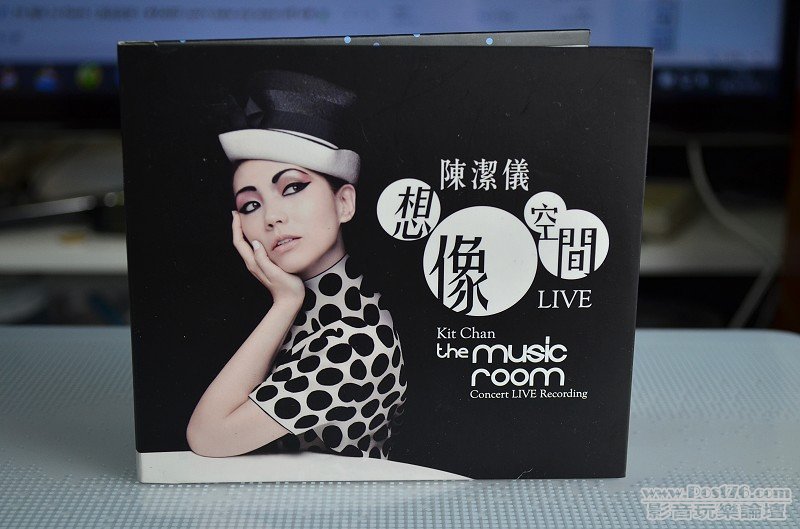 陳潔儀
想像空間
LIVE
Kit Chan
the music
room
Concert LIVE Recording
www.Post76.com
影音玩樂論壇